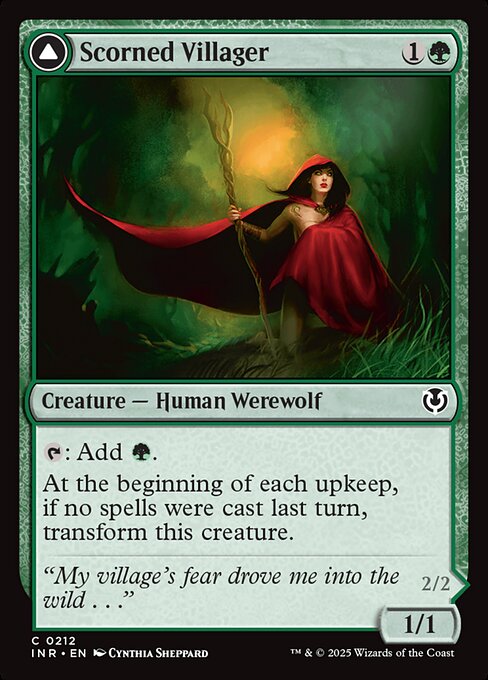 Scorned Villager 1
Creature — Human Werewolf
: Add .
At the beginning of each upkeep,
if no spells were cast last turn,
transform this creature.
“My village’s fear drove me into the
wild . . .”
2/2
1/1
C 0212
INR • EN Cynthia Sheppard
™ & © 2025 Wizards of the Coast